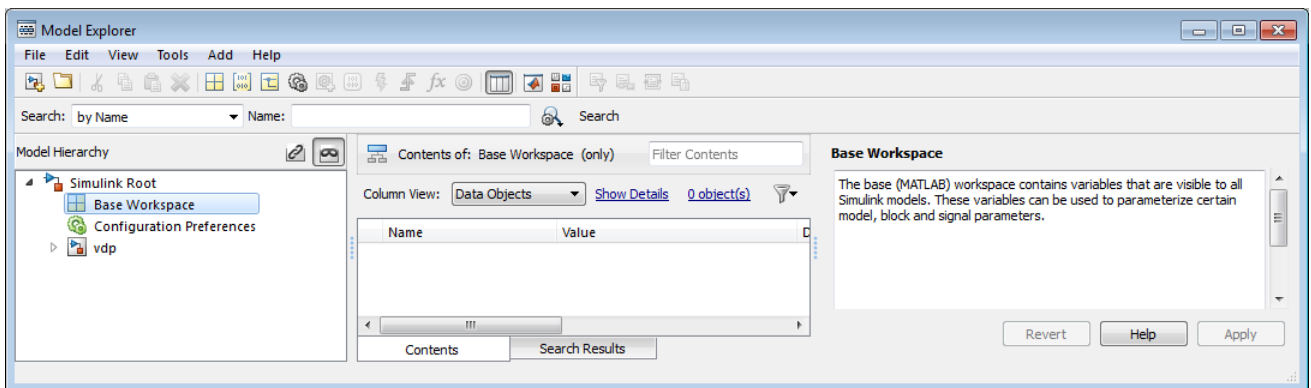 Model Explorer
File Edit View Tools Add Help
fx
Search: by Name Name: Search
Model Hierarchy
Simulink Root
Base Workspace
Configuration Preferences
vdp
Contents of: Base Workspace (only) Filter Contents
Column View: Data Objects Show Details 0 object(s)
Name Value D
Contents Search Results
Base Workspace
The base (MATLAB) workspace contains variables that are visible to all
Simulink models. These variables can be used to parameterize certain
model, block and signal parameters.
Revert Help Apply